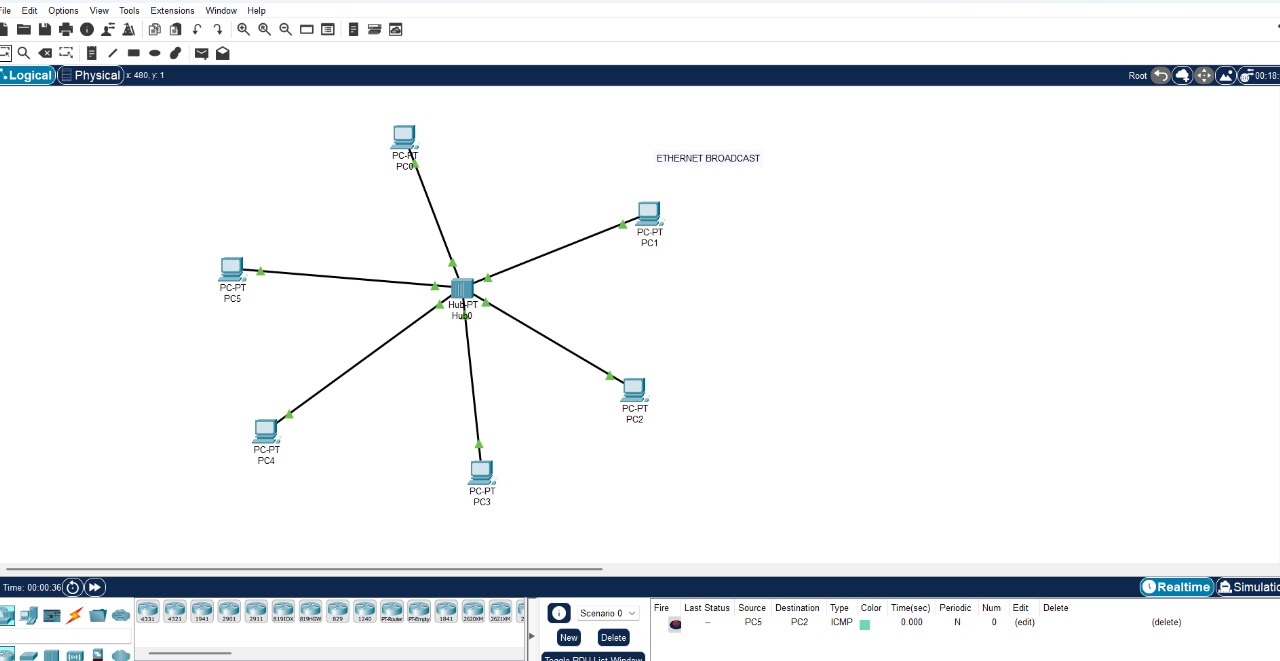 File Edit Options View Tools Extensions Window Help
Logical Physical x: 480, y: 1 Root 00:18:
PC-PT
PC0
ETHERNET BROADCAST
PC-PT
PC1
PC-PT
PC5
Hub-PT
Hub0
PC-PT
PC2
PC-PT
PC4
PC-PT
PC3
Time: 00:00:36 Realtime Simulatio
4331 4321 1941 2901 2911 819IOX 819HGW 829 1240 PT-Router PT-Empty 1841 2620XM 2621XM 2
Scenario 0
New Delete
Toggle PDU List Window
Fire Last Status Source Destination Type Color Time(sec) Periodic Num Edit Delete
-- PC5 PC2 ICMP 0.000 N 0 (edit) (delete)